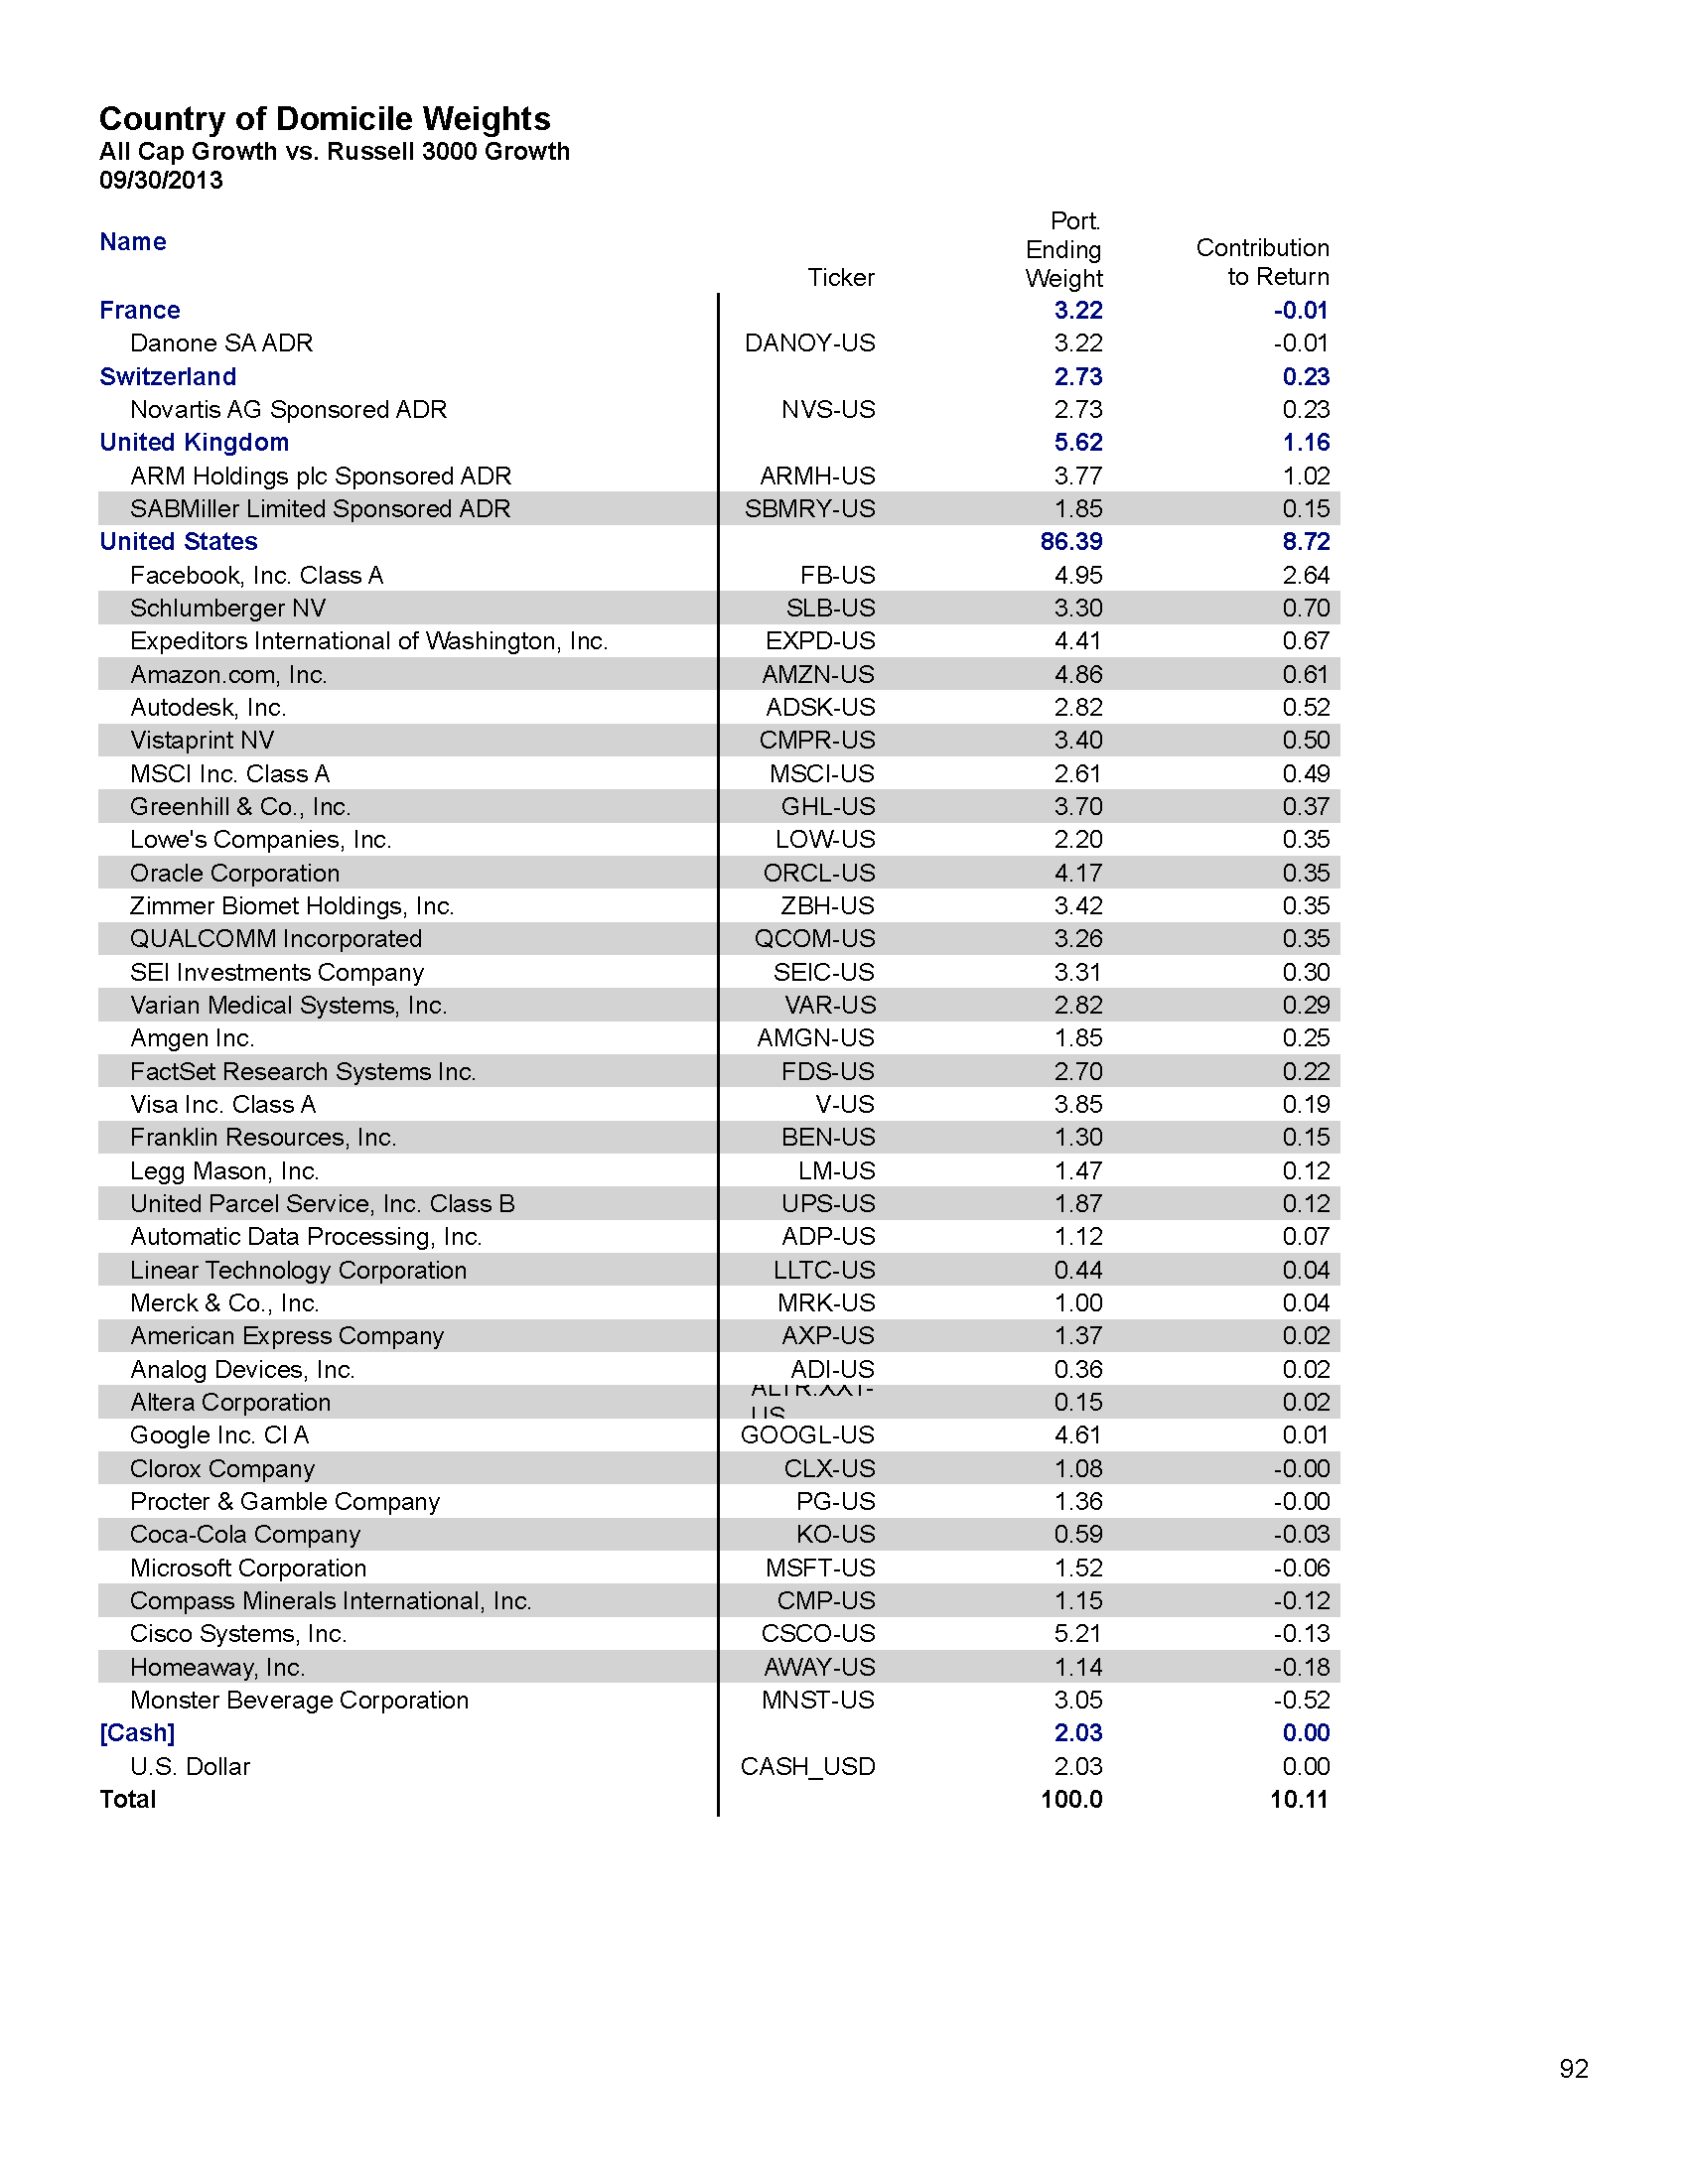 Country of Domicile Weights
All Cap Growth vs. Russell 3000 Growth
09/30/2013
Name Ticker Port. Ending Weight Contribution to Return
France 3.22 -0.01
Danone SA ADR DANOY-US 3.22 -0.01
Switzerland 2.73 0.23
Novartis AG Sponsored ADR NVS-US 2.73 0.23
United Kingdom 5.62 1.16
ARM Holdings plc Sponsored ADR ARMH-US 3.77 1.02
SABMiller Limited Sponsored ADR SBMRY-US 1.85 0.15
United States 86.39 8.72
Facebook, Inc. Class A FB-US 4.95 2.64
Schlumberger NV SLB-US 3.30 0.70
Expeditors International of Washington, Inc. EXPD-US 4.41 0.67
Amazon.com, Inc. AMZN-US 4.86 0.61
Autodesk, Inc. ADSK-US 2.82 0.52
Vistaprint NV CMPR-US 3.40 0.50
MSCI Inc. Class A MSCI-US 2.61 0.49
Greenhill & Co., Inc. GHL-US 3.70 0.37
Lowe's Companies, Inc. LOW-US 2.20 0.35
Oracle Corporation ORCL-US 4.17 0.35
Zimmer Biomet Holdings, Inc. ZBH-US 3.42 0.35
QUALCOMM Incorporated QCOM-US 3.26 0.35
SEI Investments Company SEIC-US 3.31 0.30
Varian Medical Systems, Inc. VAR-US 2.82 0.29
Amgen Inc. AMGN-US 1.85 0.25
FactSet Research Systems Inc. FDS-US 2.70 0.22
Visa Inc. Class A V-US 3.85 0.19
Franklin Resources, Inc. BEN-US 1.30 0.15
Legg Mason, Inc. LM-US 1.47 0.12
United Parcel Service, Inc. Class B UPS-US 1.87 0.12
Automatic Data Processing, Inc. ADP-US 1.12 0.07
Linear Technology Corporation LLTC-US 0.44 0.04
Merck & Co., Inc. MRK-US 1.00 0.04
American Express Company AXP-US 1.37 0.02
Analog Devices, Inc. ADI-US 0.36 0.02
Altera Corporation 0.15 0.02
Google Inc. Cl A GOOGL-US 4.61 0.01
Clorox Company CLX-US 1.08 -0.00
Procter & Gamble Company PG-US 1.36 -0.00
Coca-Cola Company KO-US 0.59 -0.03
Microsoft Corporation MSFT-US 1.52 -0.06
Compass Minerals International, Inc. CMP-US 1.15 -0.12
Cisco Systems, Inc. CSCO-US 5.21 -0.13
Homeaway, Inc. AWAY-US 1.14 -0.18
Monster Beverage Corporation MNST-US 3.05 -0.52
[Cash] 2.03 0.00
U.S. Dollar CASH_USD 2.03 0.00
Total 100.0 10.11
92